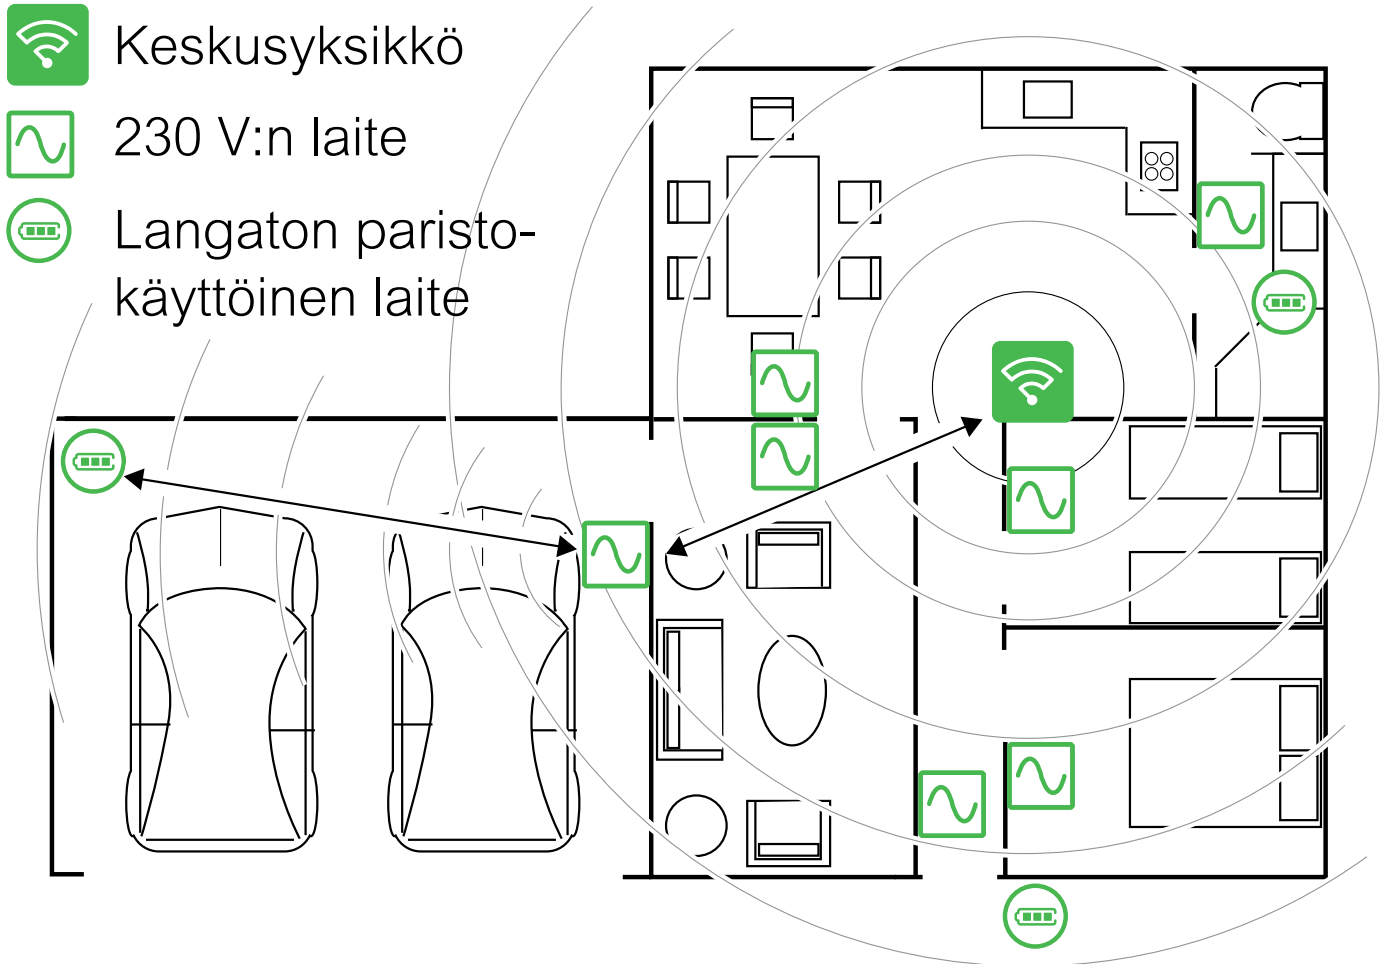 Keskusyksikkö
230 V:n laite
Langaton paristo-
käyttöinen laite